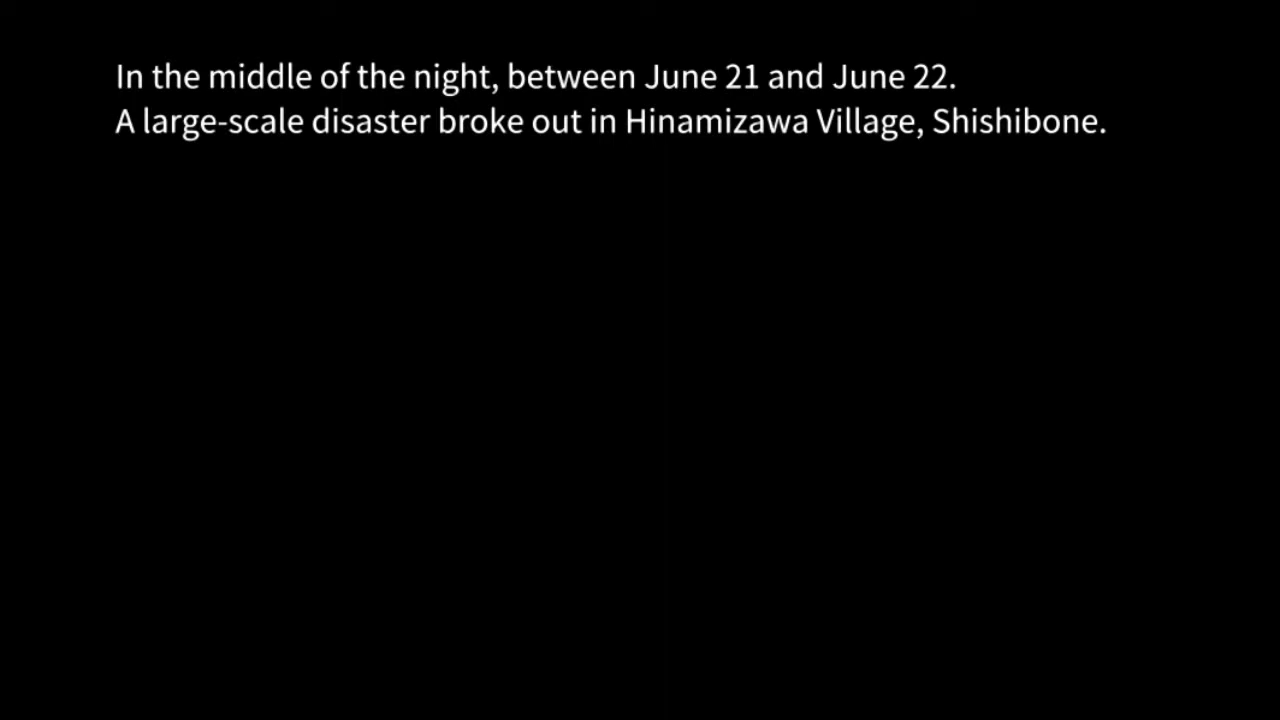 In the middle of the night, between June 21 and June 22.
A large-scale disaster broke out in Hinamizawa Village, Shishibone.